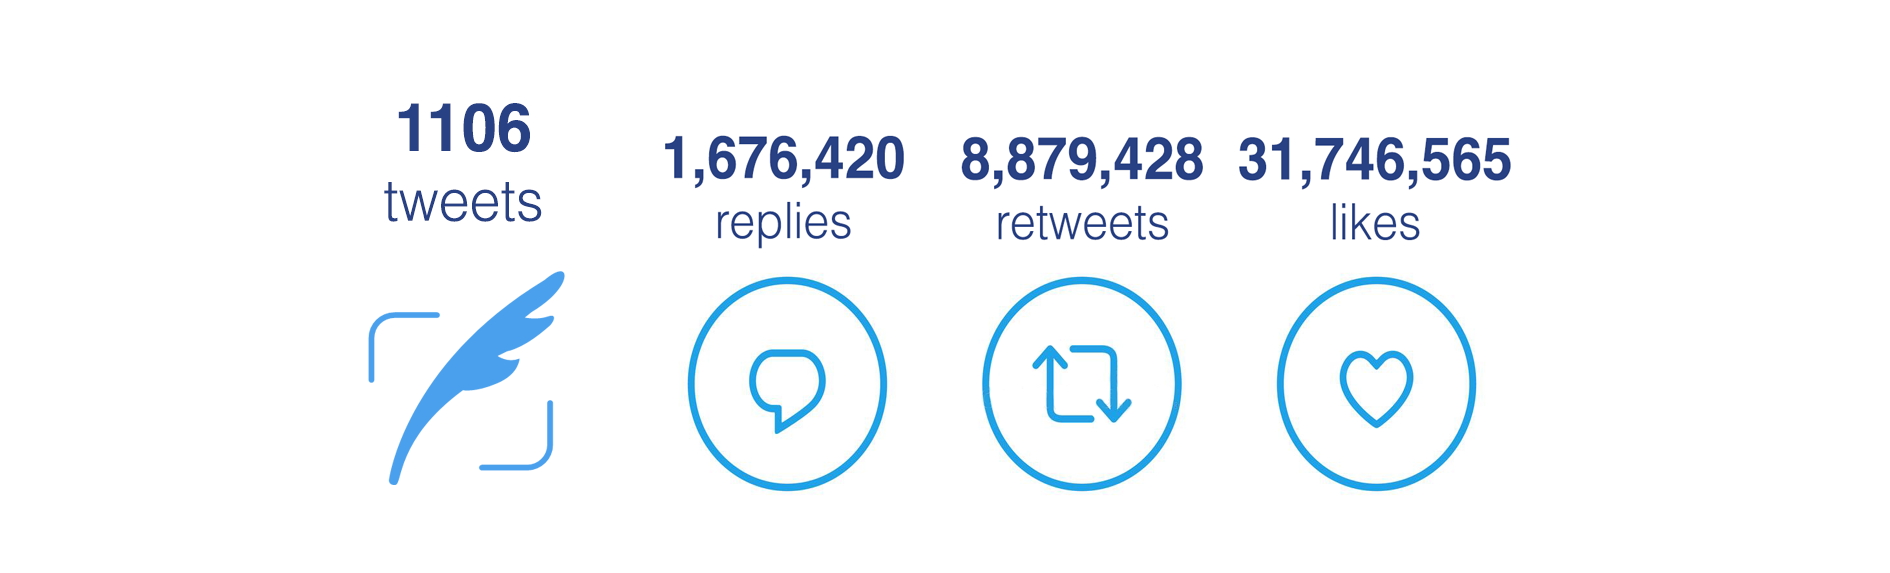 1106
tweets
1,676,420
replies
8,879,428
retweets
31,746,565
likes